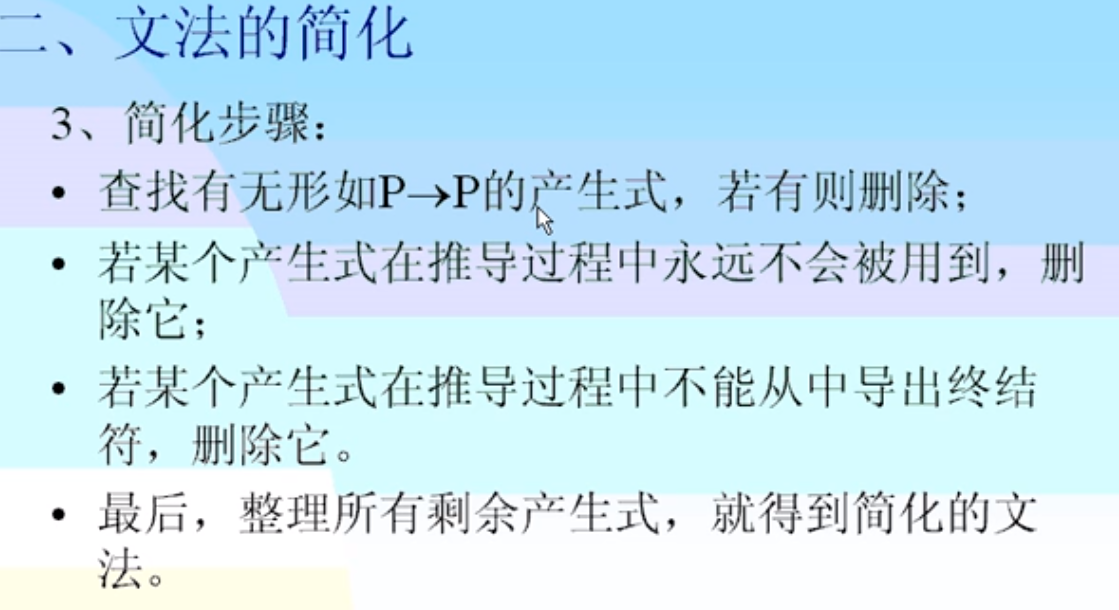 二、文法的简化
3、简化步骤：
• 查找有无形如P→P的产生式，若有则删除；
• 若某个产生式在推导过程中永远不会被用到，删
除它；
• 若某个产生式在推导过程中不能从中导出终结
符，删除它。
• 最后，整理所有剩余产生式，就得到简化的文
法。